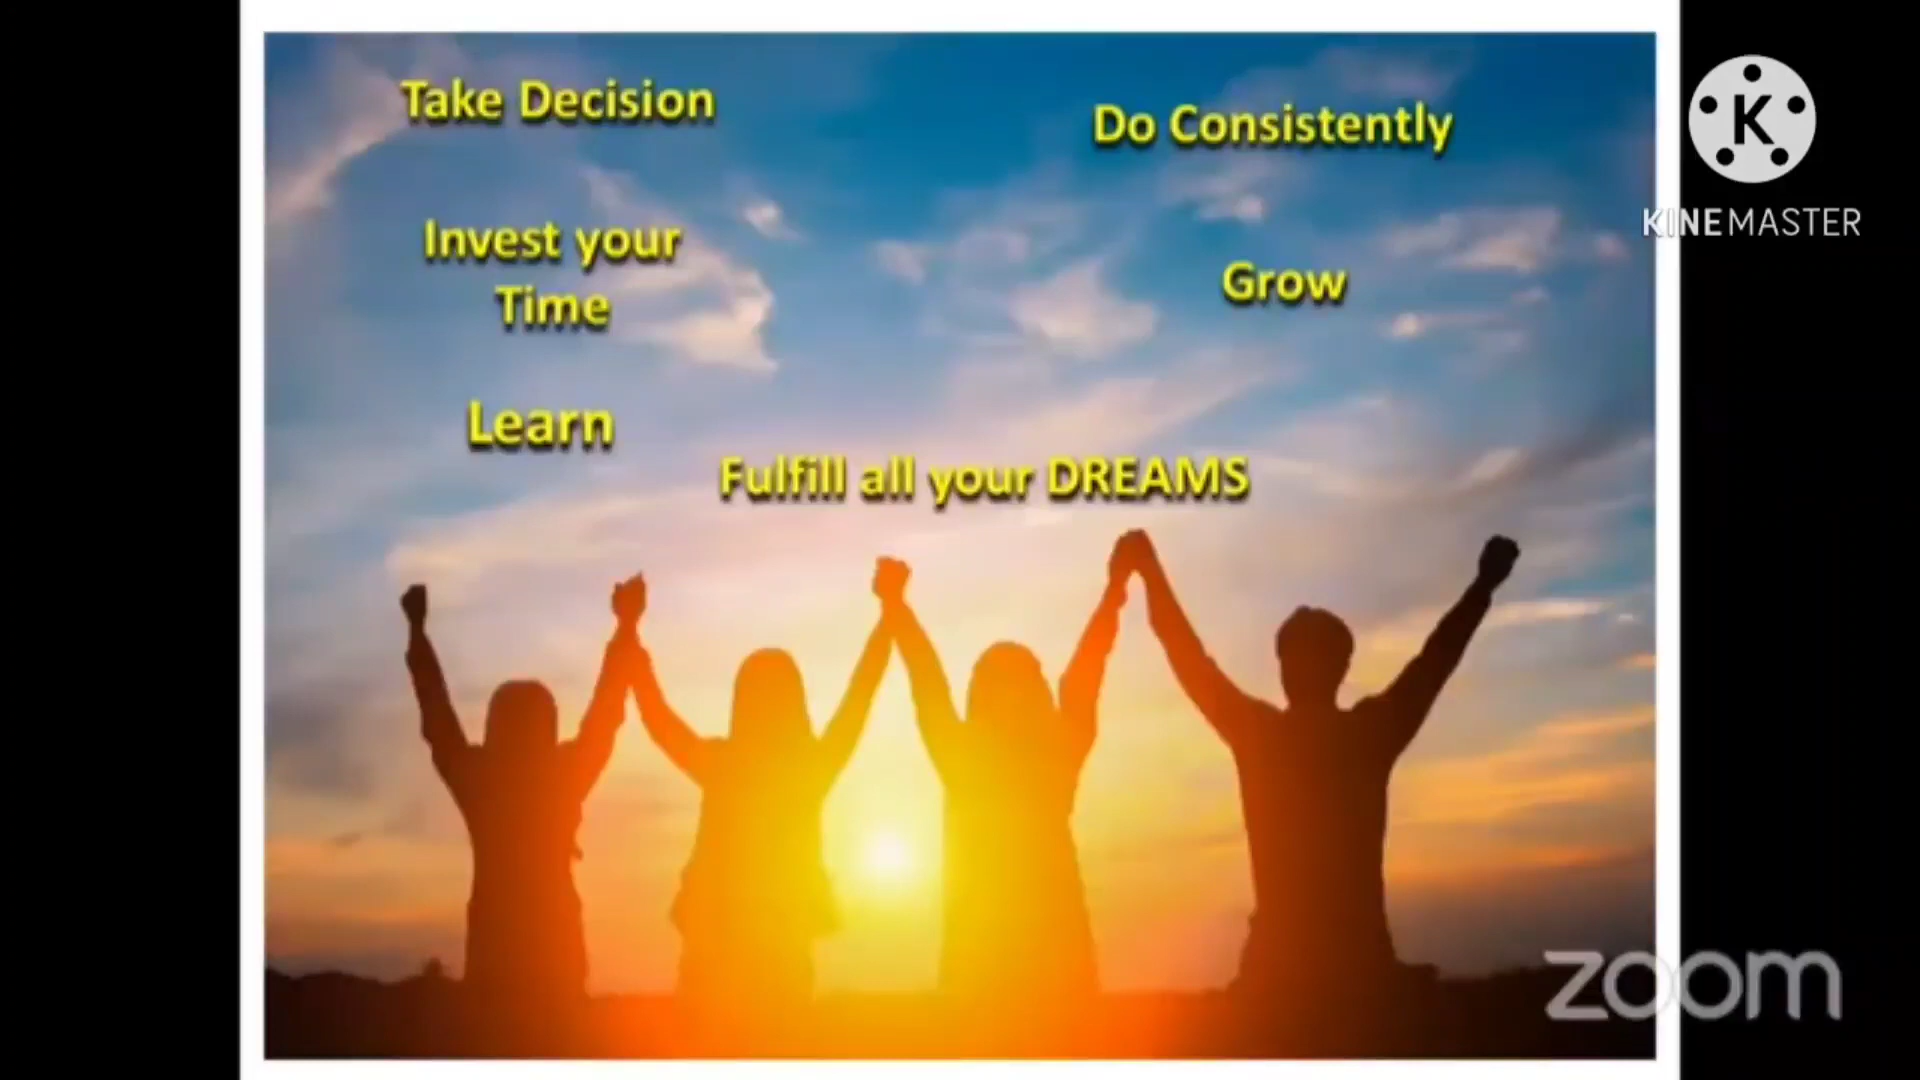 Take Decision
Invest your
Time
Learn
Do Consistently
Grow
Fulfill all your DREAMS
K
KINEMASTER
zoom